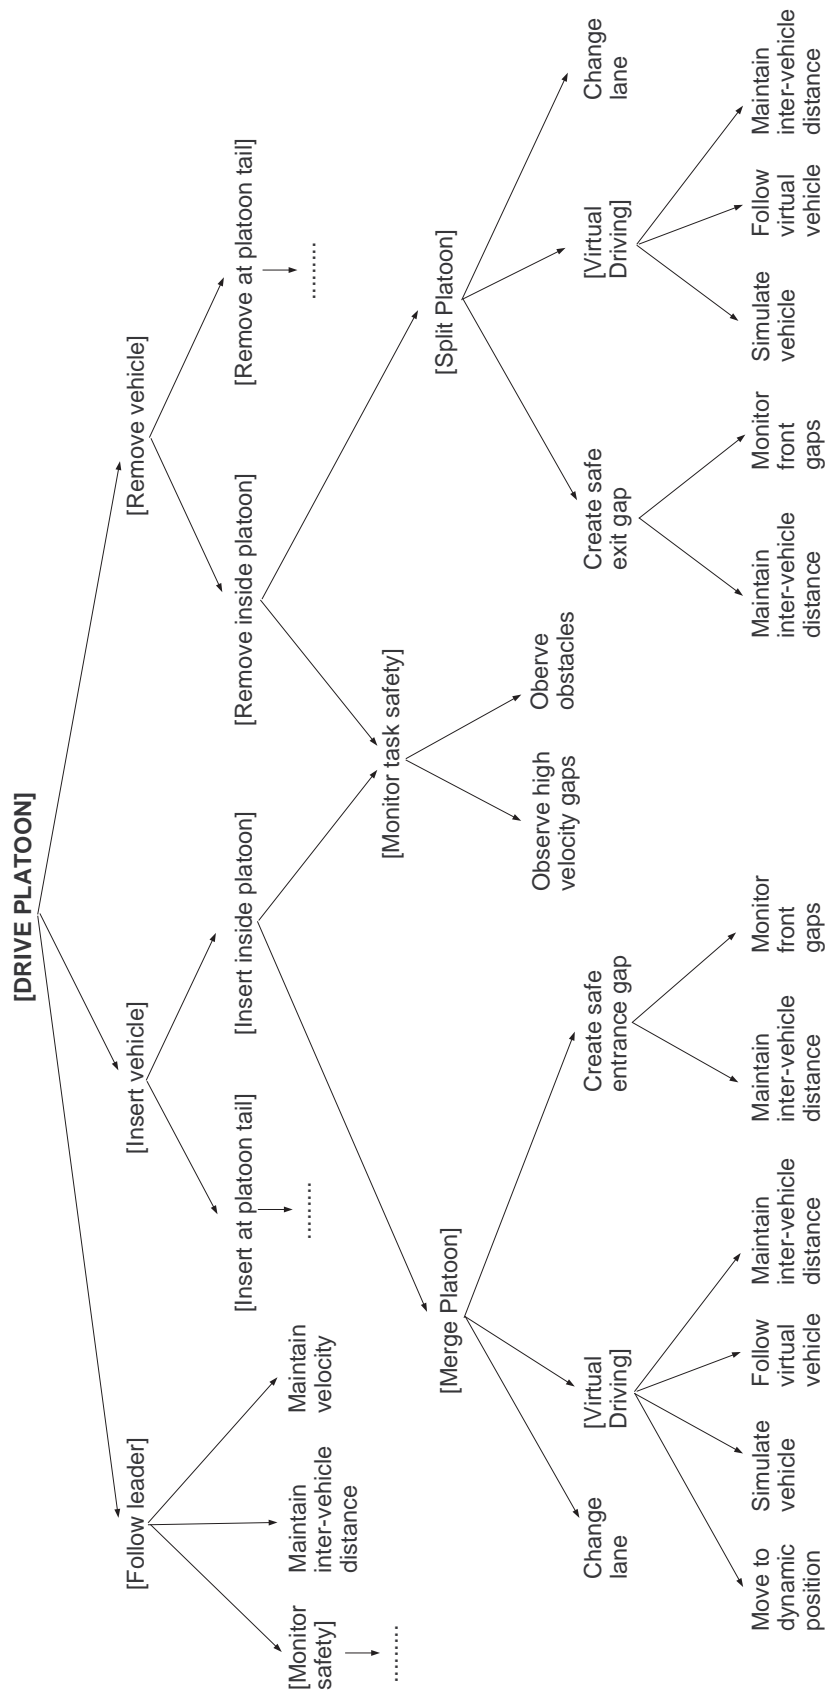 [DRIVE PLATOON]
[Follow leader]
[Insert vehicle]
[Remove vehicle]
[Monitor
safety]
.........
Maintain
inter-vehicle
distance
Maintain
velocity
[Insert at platoon tail]
.........
[Insert inside platoon]
[Remove inside platoon]
[Remove at platoon tail]
.........
[Merge Platoon]
[Monitor task safety]
[Split Platoon]
Observe high
velocity gaps
Oberve
obstacles
Change
lane
[Virtual
Driving]
Create safe
entrance gap
Create safe
exit gap
[Virtual
Driving]
Change
lane
Move to
dynamic
position
Simulate
vehicle
Follow
virtual
vehicle
Maintain
inter-vehicle
distance
Maintain
inter-vehicle
distance
Monitor
front
gaps
Maintain
inter-vehicle
distance
Monitor
front
gaps
Simulate
vehicle
Follow
virtual
vehicle
Maintain
inter-vehicle
distance